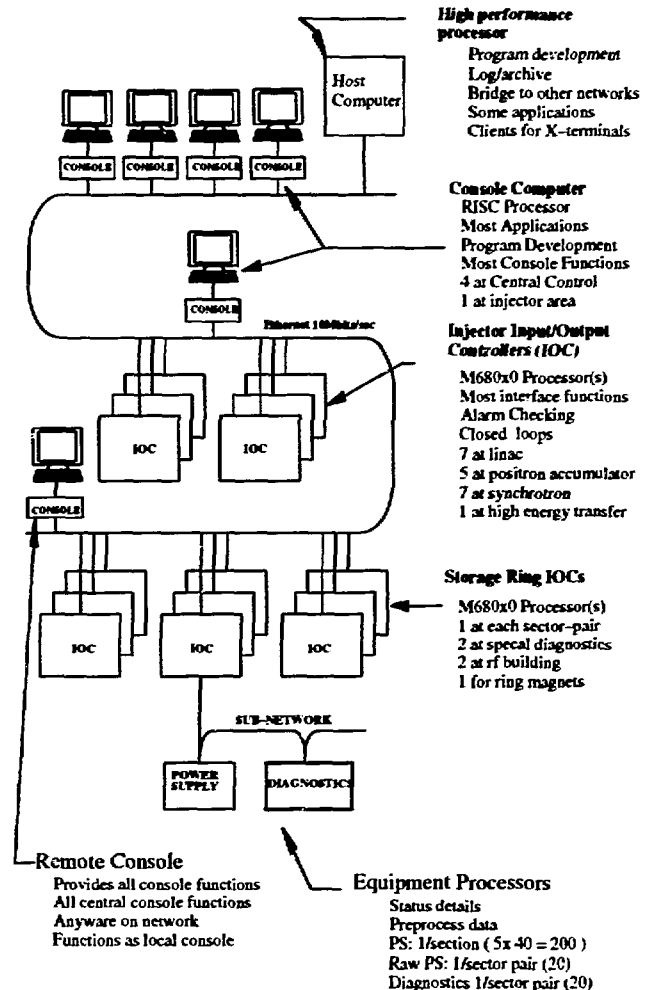 High performance
processor
Program development
Log/archive
Bridge to other networks
Some applications
Clients for X-terminals
Host
Computer
CONSOLE
CONSOLE
CONSOLE
CONSOLE
Console Computer
RISC Processor
Most Applications
Program Development
Most Console Functions
4 at Central Control
1 at injector area
CONSOLE
Ethernet 10Mbits/sec
Injector Input/Output
Controllers (IOC)
M680x0 Processor(s)
Most interface functions
Alarm Checking
Closed loops
7 at linac
5 at positron accumulator
7 at synchrotron
1 at high energy transfer
IOC
IOC
CONSOLE
Storage Ring IOCs
M680x0 Processor(s)
1 at each sector-pair
2 at specal diagnostics
2 at rf building
1 for ring magnets
IOC
IOC
IOC
SUB-NETWORK
POWER
SUPPLY
DIAGNOSTICS
Remote Console
Provides all console functions
All central console functions
Anyware on network
Functions as local console
Equipment Processors
Status details
Preprocess data
PS: 1/section ( 5x 40 = 200 )
Raw PS: 1/sector pair (20)
Diagnostics 1/sector pair (20)